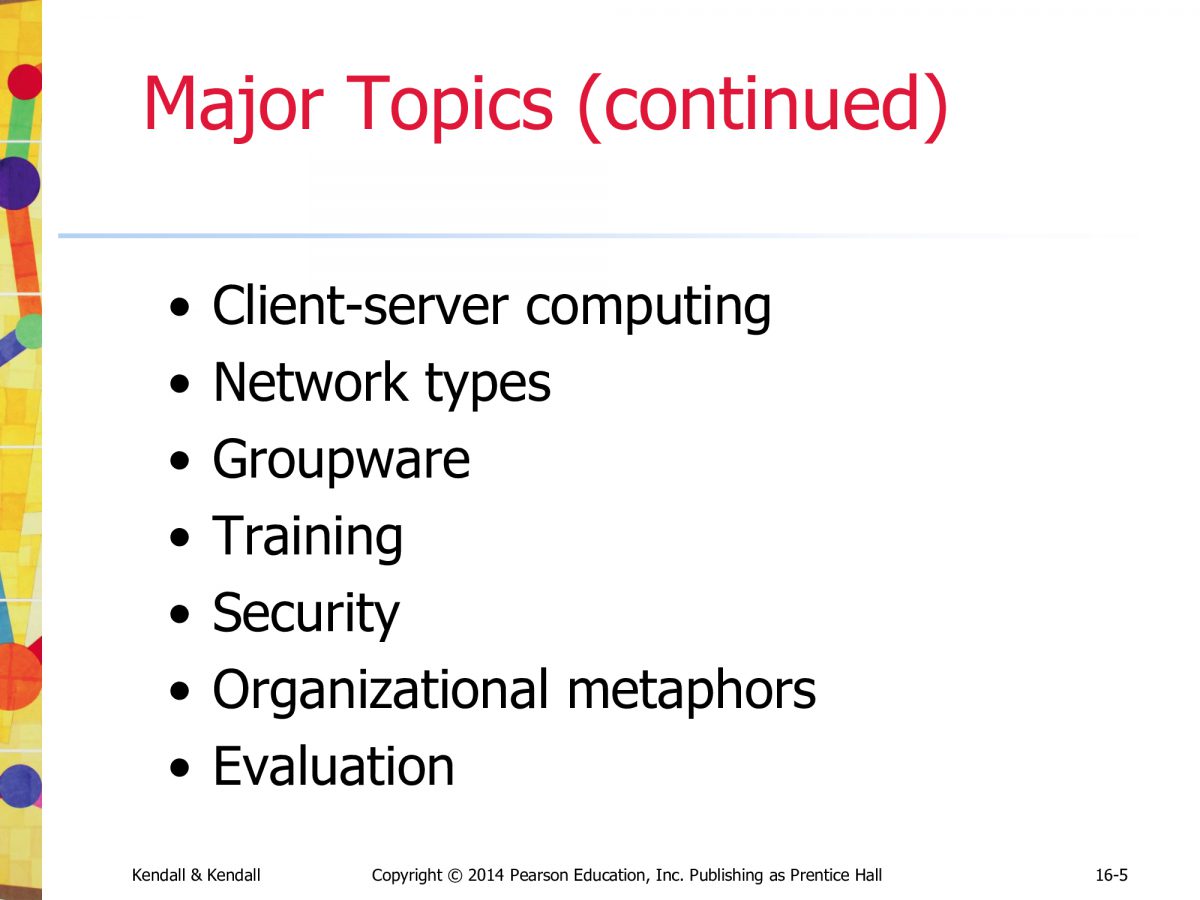 Major Topics (continued)
• Client-server computing
• Network types
• Groupware
• Training
• Security
• Organizational metaphors
• Evaluation
Kendall & Kendall Copyright © 2014 Pearson Education, Inc. Publishing as Prentice Hall 16-5